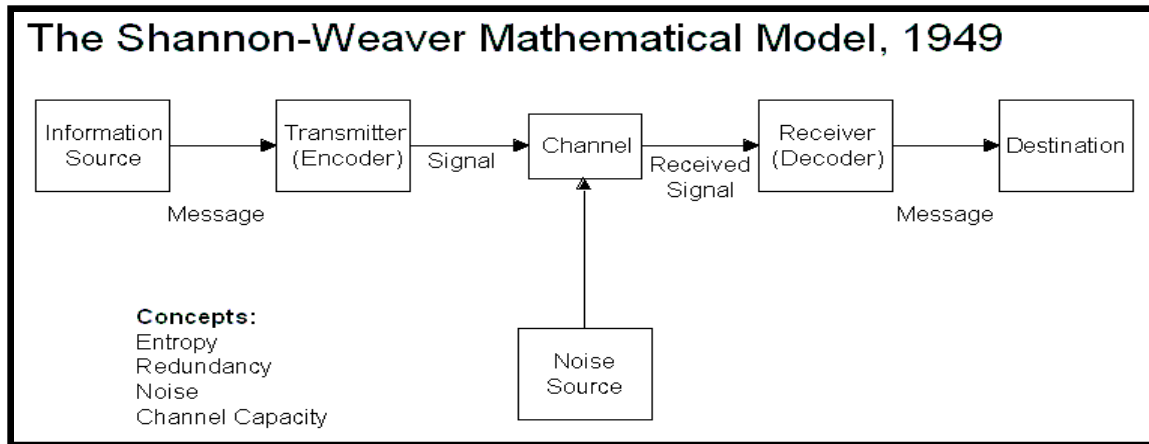 The Shannon-Weaver Mathematical Model, 1949
Information
Source
Message
Transmitter
(Encoder)
Signal
Channel
Received
Signal
Receiver
(Decoder)
Message
Destination
Noise
Source
Concepts:
Entropy
Redundancy
Noise
Channel Capacity